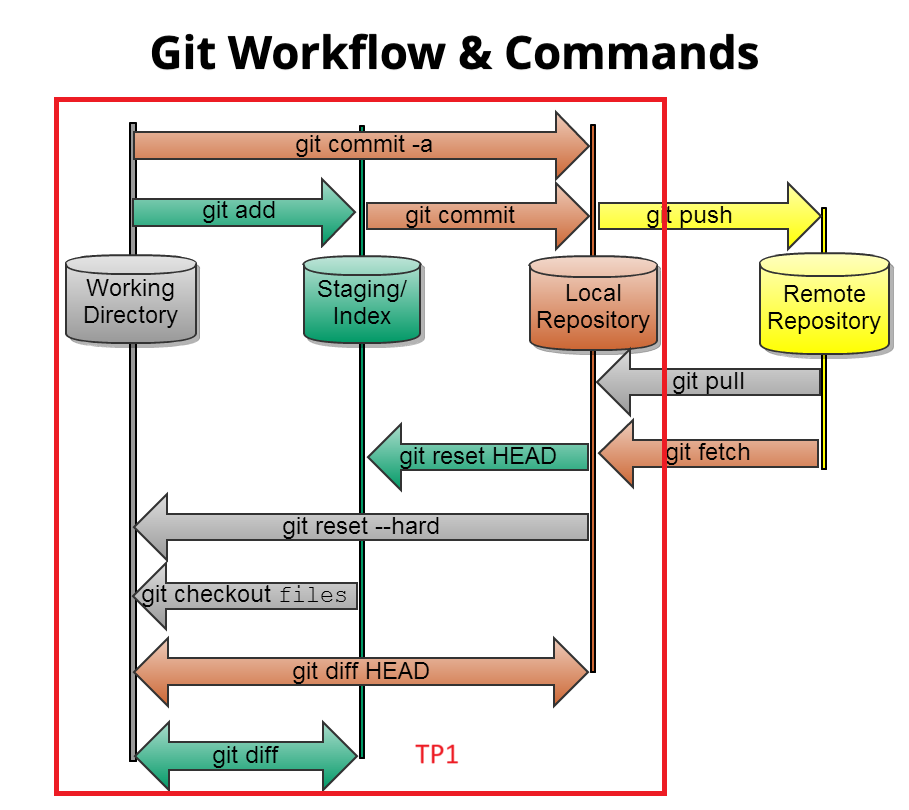 Git Workflow & Commands
git commit -a
git add
git commit
git push
Working
Directory
Staging/
Index
Local
Repository
Remote
Repository
git pull
git reset HEAD
git fetch
git reset --hard
git checkout files
git diff HEAD
git diff
TP1